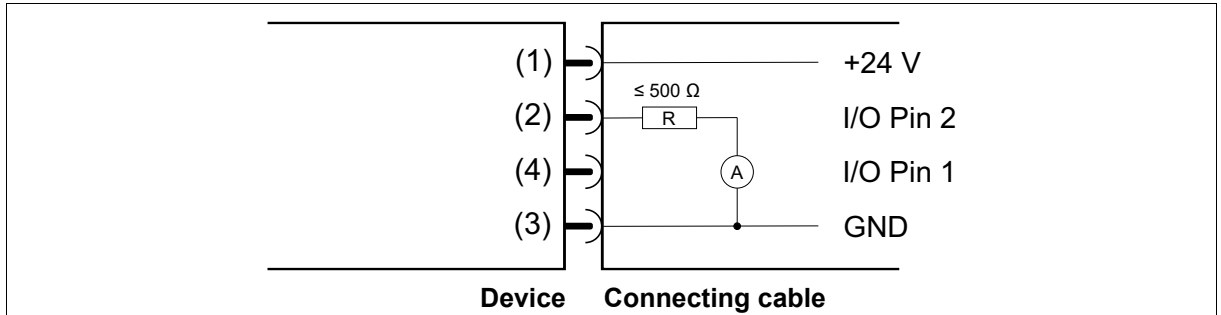 (1) +24 V
≤ 500 Ω
(2) R I/O Pin 2
(4) A I/O Pin 1
(3) GND
Device Connecting cable